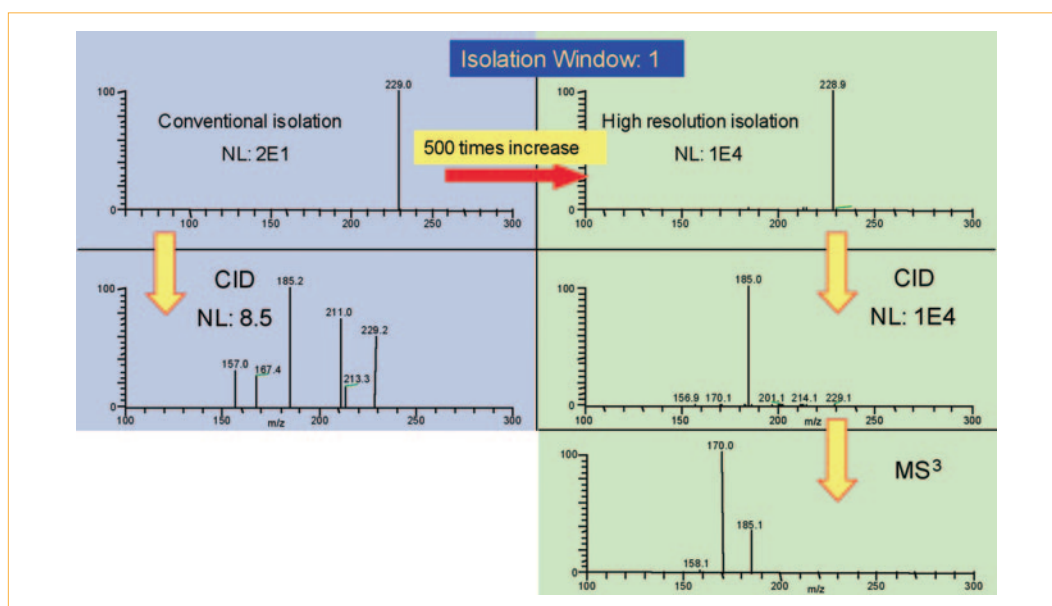 Isolation Window: 1
Conventional isolation
NL: 2E1
100
0
229.0
100 150 200 250 300
500 times increase
High resolution isolation
NL: 1E4
100
0
228.9
100 150 200 250 300
CID
NL: 8.5
100
0
157.0
167.4
185.2
211.0
213.3
229.2
100 150 200 250 300
m/z
CID
NL: 1E4
100
0
156.9 170.1
185.0
201.1 214.1 229.1
100 150 200 250 300
m/z
MS³
100
0
158.1
170.0
185.1
100 150 200 250 300
m/z